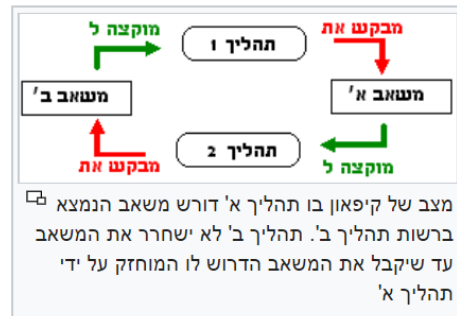 מוקצה ל
מבקש את
תהליך 1
משאב ב'
משאב א'
תהליך 2
מבקש את
מוקצה ל
מצב של קיפאון בו תהליך א' דורש משאב הנמצא
ברשות תהליך ב'. תהליך ב' לא ישחרר את המשאב
עד שיקבל את המשאב הדרוש לו המוחזק על ידי
תהליך א'